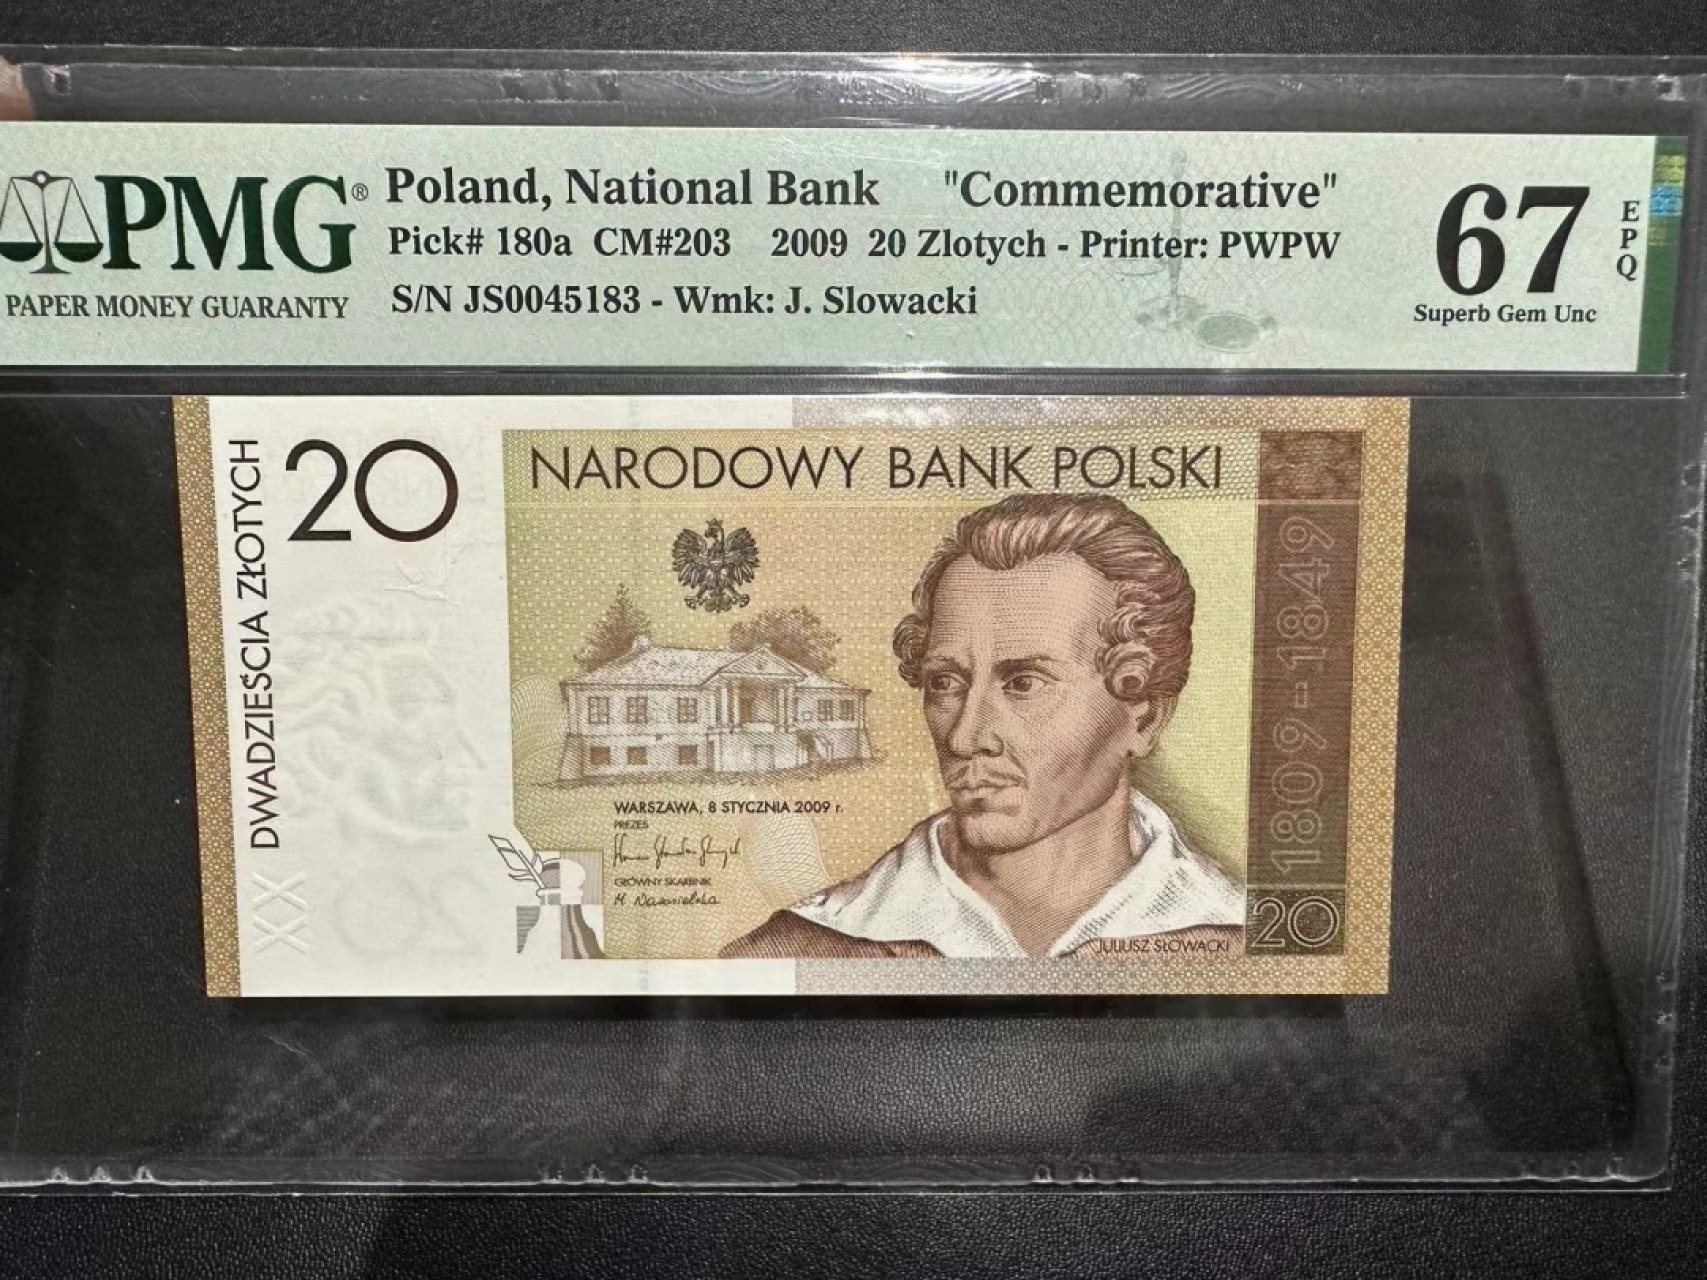 PMG®
PAPER MONEY GUARANTY
Poland, National Bank "Commemorative"
Pick# 180a CM#203 2009 20 Zlotych - Printer: PWPW
S/N JS0045183 - Wmk: J. Slowacki
67
EPQ
Superb Gem Unc
DWADZIEŚCIA ZŁOTYCH
20
NARODOWY BANK POLSKI
1809-1849
WARSZAWA, 8 STYCZNIA 2009 r.
PREZES
GŁÓWNY SKARBNIK
XX
JULIUSZ SŁOWACKI
20